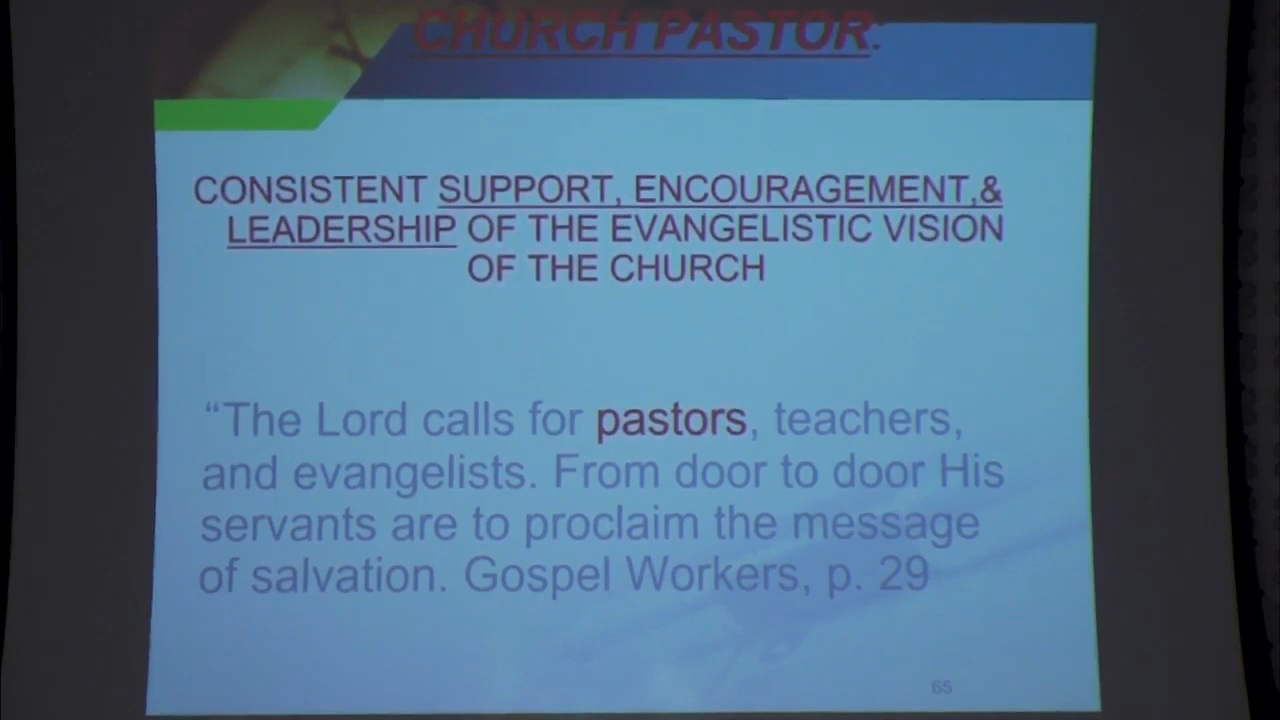 CHURCH PASTOR:
CONSISTENT SUPPORT, ENCOURAGEMENT,&
LEADERSHIP OF THE EVANGELISTIC VISION
OF THE CHURCH
“The Lord calls for pastors, teachers,
and evangelists. From door to door His
servants are to proclaim the message
of salvation. Gospel Workers, p. 29
65